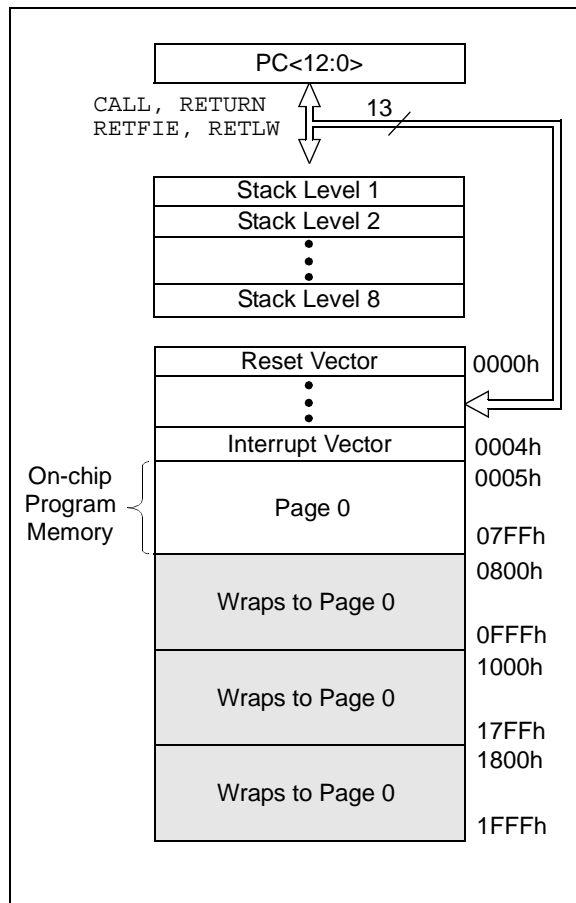 PC<12:0>
CALL, RETURN
RETFIE, RETLW
13
Stack Level 1
Stack Level 2
Stack Level 8
Reset Vector
0000h
Interrupt Vector
0004h
On-chip
Program
Memory
Page 0
0005h
07FFh
Wraps to Page 0
0800h
0FFFh
Wraps to Page 0
1000h
17FFh
Wraps to Page 0
1800h
1FFFh